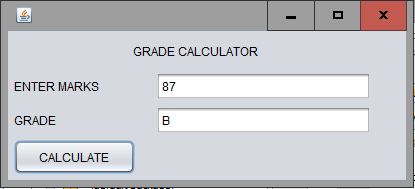 GRADE CALCULATOR
ENTER MARKS 87
GRADE B
CALCULATE